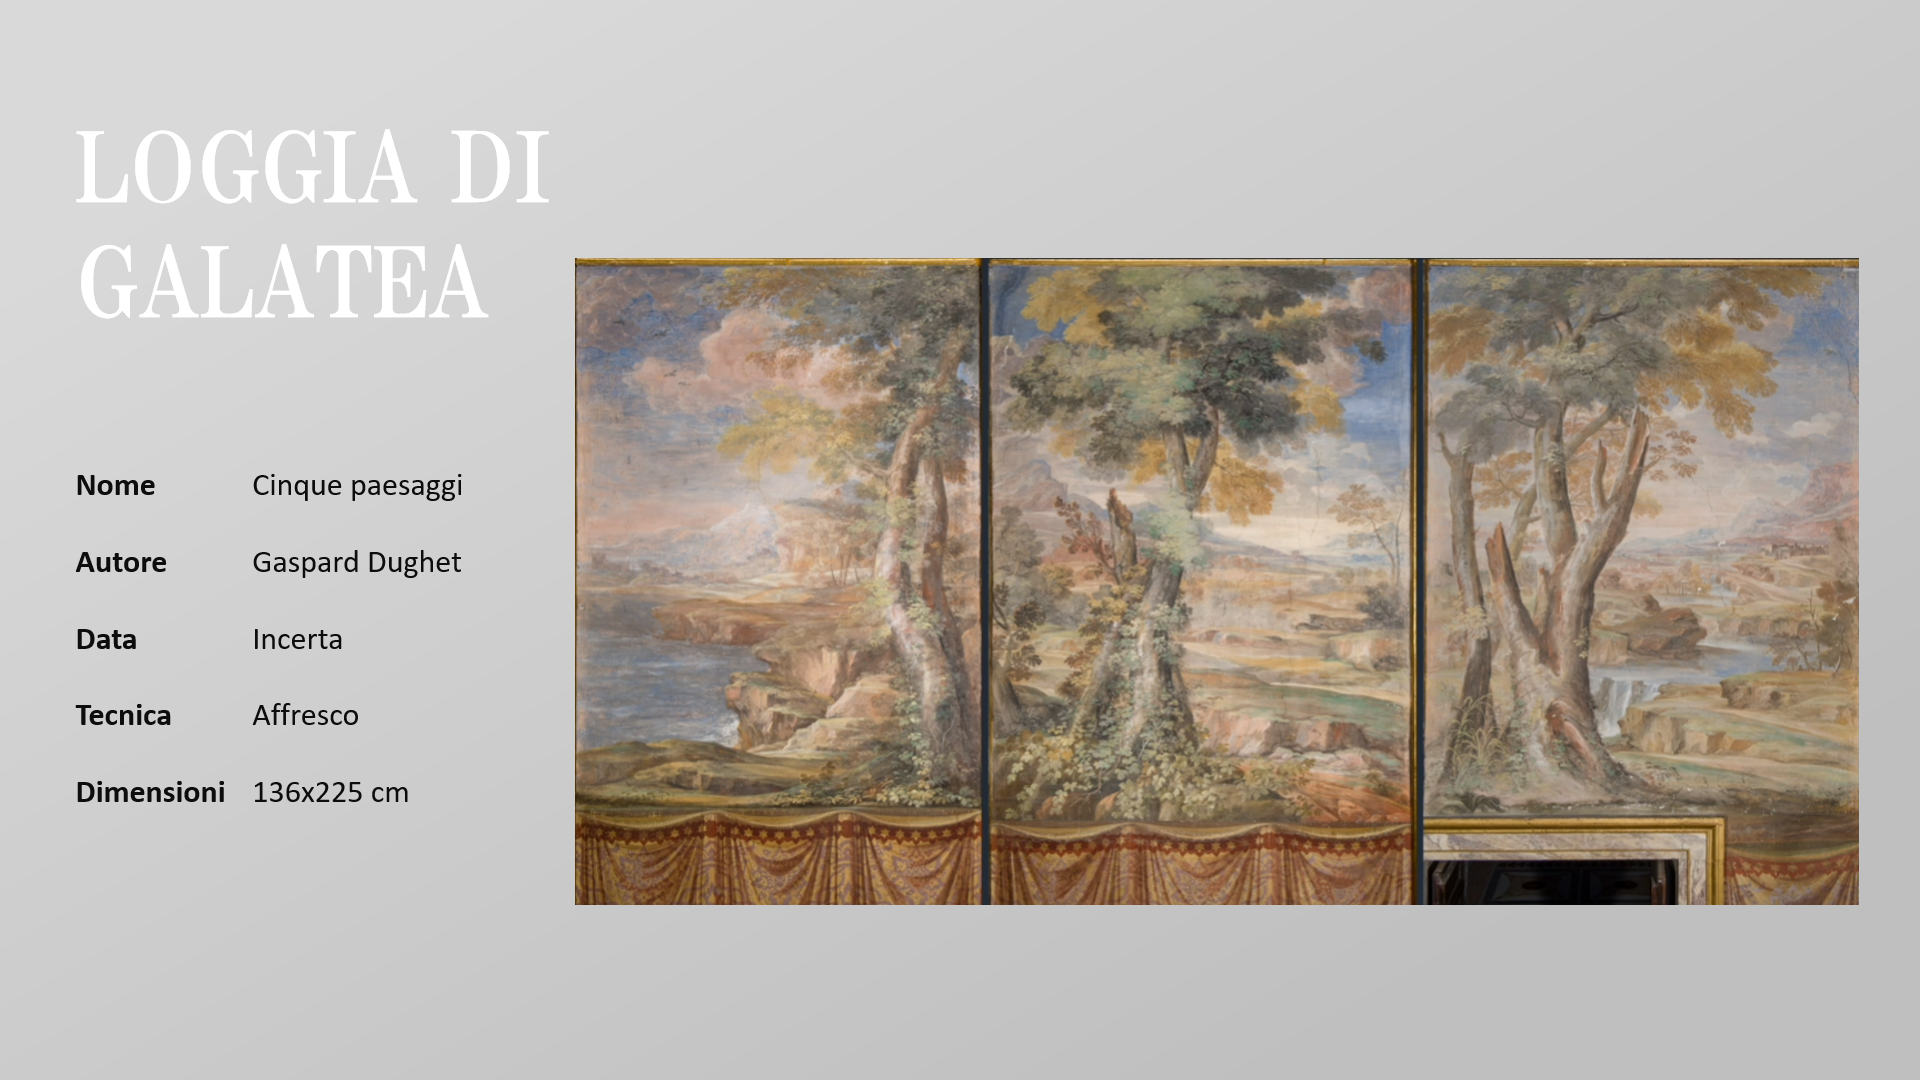 LOGGIA DI
GALATEA
Nome Cinque paesaggi
Autore Gaspard Dughet
Data Incerta
Tecnica Affresco
Dimensioni 136x225 cm